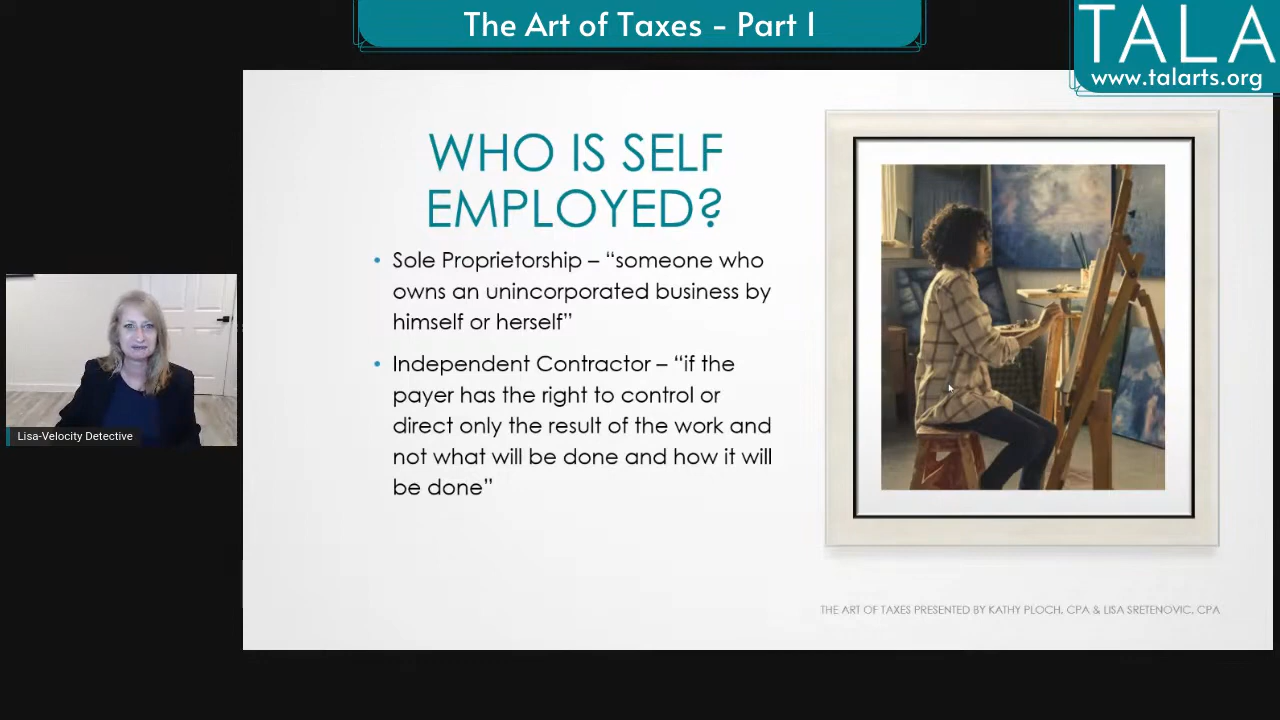 The Art of Taxes - Part 1
TALA
www.talarts.org
WHO IS SELF
EMPLOYED?
• Sole Proprietorship – “someone who
owns an unincorporated business by
himself or herself”
• Independent Contractor – “if the
payer has the right to control or
direct only the result of the work and
not what will be done and how it will
be done”
Lisa-Velocity Detective
THE ART OF TAXES PRESENTED BY KATHY PLOCH, CPA & LISA SRETENOVIC, CPA